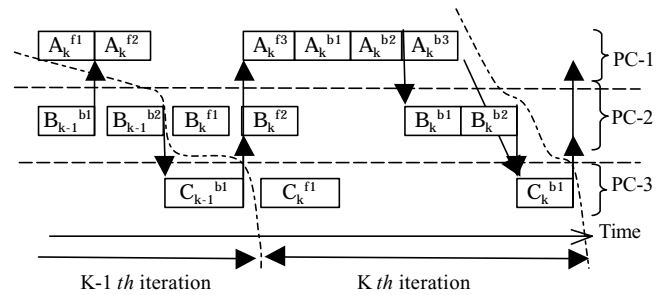 A_k^f1 A_k^f2 A_k^f3 A_k^b1 A_k^b2 A_k^b3 PC-1
B_k-1^b1 B_k-1^b2 B_k^f1 B_k^f2 B_k^b1 B_k^b2 PC-2
C_k-1^b1 C_k^f1 C_k^b1 PC-3
Time
K-1 th iteration K th iteration